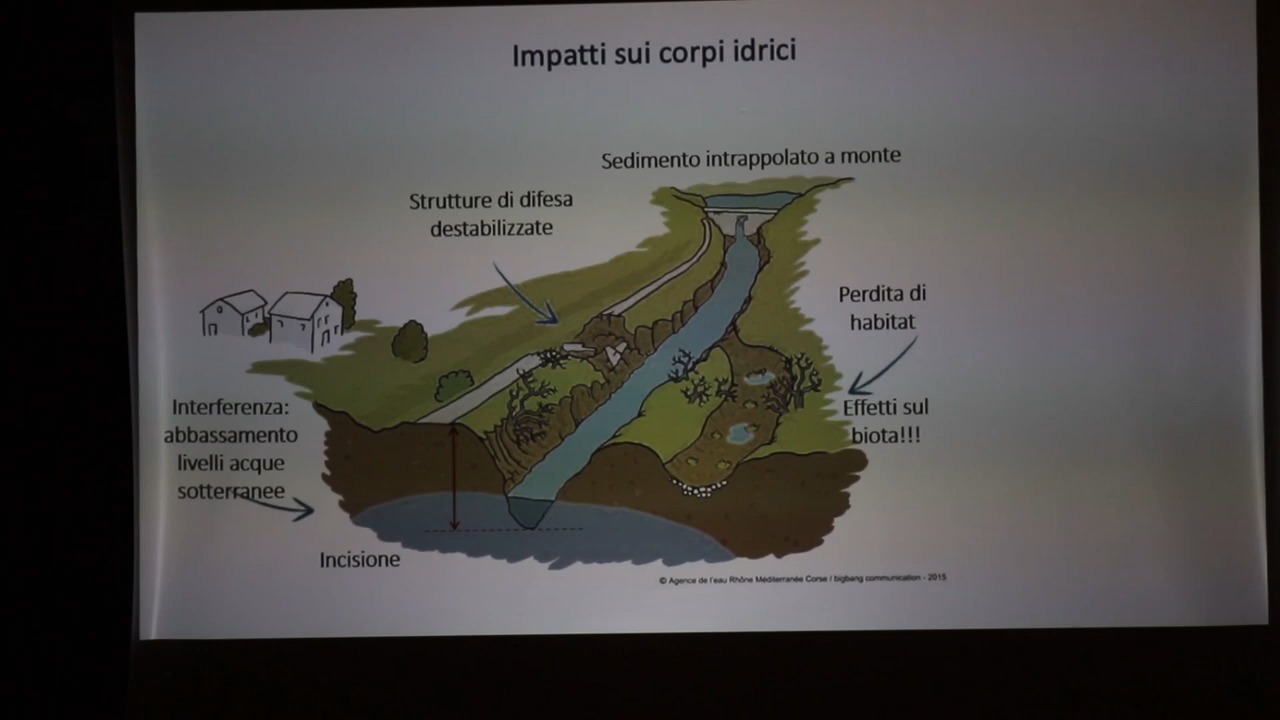 Impatti sui corpi idrici
Sedimento intrappolato a monte
Strutture di difesa
destabilizzate
Perdita di
habitat
Effetti sul
biota!!!
Interferenza:
abbassamento
livelli acque
sotterranee
Incisione
© Agence de l'eau Rhône Méditerranée Corse / bigbang communication - 2015